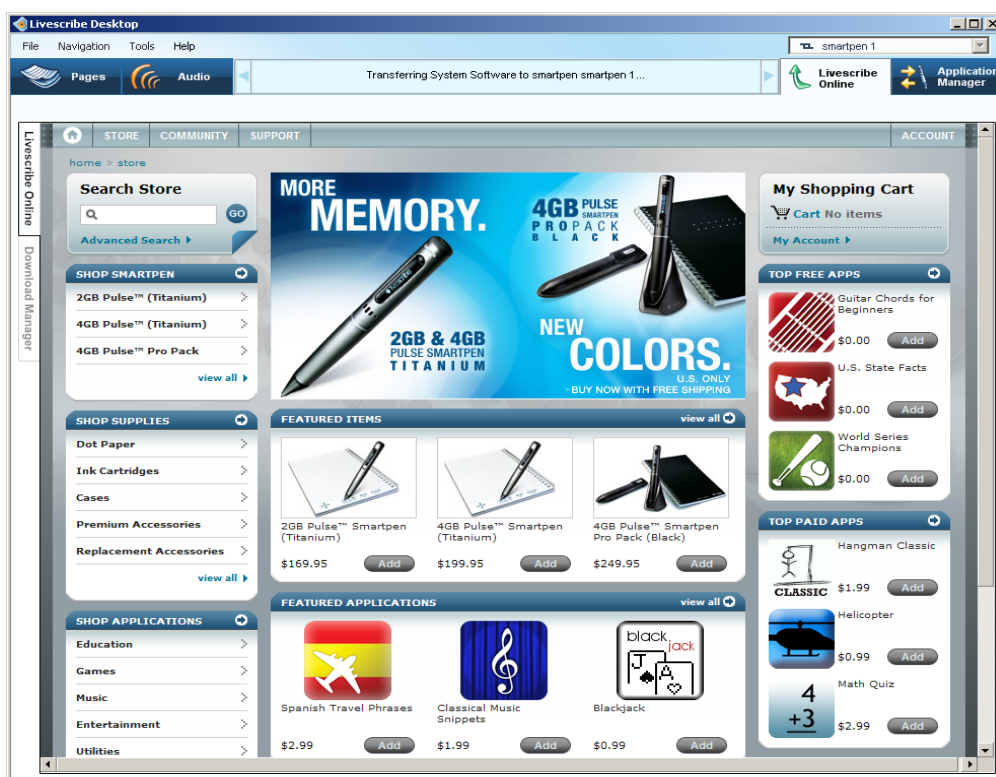 Livescribe Desktop
File Navigation Tools Help
smartpen 1
Pages
Audio
Transferring System Software to smartpen smartpen 1...
Livescribe
Online
Application
Manager
Livescribe Online
Download Manager
STORE COMMUNITY SUPPORT
ACCOUNT
home > store
Search Store
GO
Advanced Search
SHOP SMARTPEN
2GB Pulse™ (Titanium)
4GB Pulse™ (Titanium)
4GB Pulse™ Pro Pack
view all
SHOP SUPPLIES
Dot Paper
Ink Cartridges
Cases
Premium Accessories
Replacement Accessories
view all
SHOP APPLICATIONS
Education
Games
Music
Entertainment
Utilities
MORE
MEMORY.
4GB PULSE
SMARTPEN
PROPACK
BLACK
2GB & 4GB
PULSE SMARTPEN
TITANIUM
NEW
COLORS.
U.S. ONLY
> BUY NOW WITH FREE SHIPPING
livescribe
FEATURED ITEMS
view all
2GB Pulse™ Smartpen
(Titanium)
$169.95 Add
4GB Pulse™ Smartpen
(Titanium)
$199.95 Add
4GB Pulse™ Smartpen
Pro Pack (Black)
$249.95 Add
FEATURED APPLICATIONS
view all
Spanish Travel Phrases
$2.99 Add
Classical Music
Snippets
$1.99 Add
black
jack
J
A
Blackjack
$0.99 Add
My Shopping Cart
Cart No items
My Account
TOP FREE APPS
Guitar Chords for
Beginners
$0.00 Add
U.S. State Facts
$0.00 Add
World Series
Champions
$0.00 Add
TOP PAID APPS
CLASSIC
Hangman Classic
$1.99 Add
Helicopter
$0.99 Add
4
+3
Math Quiz
$2.99 Add